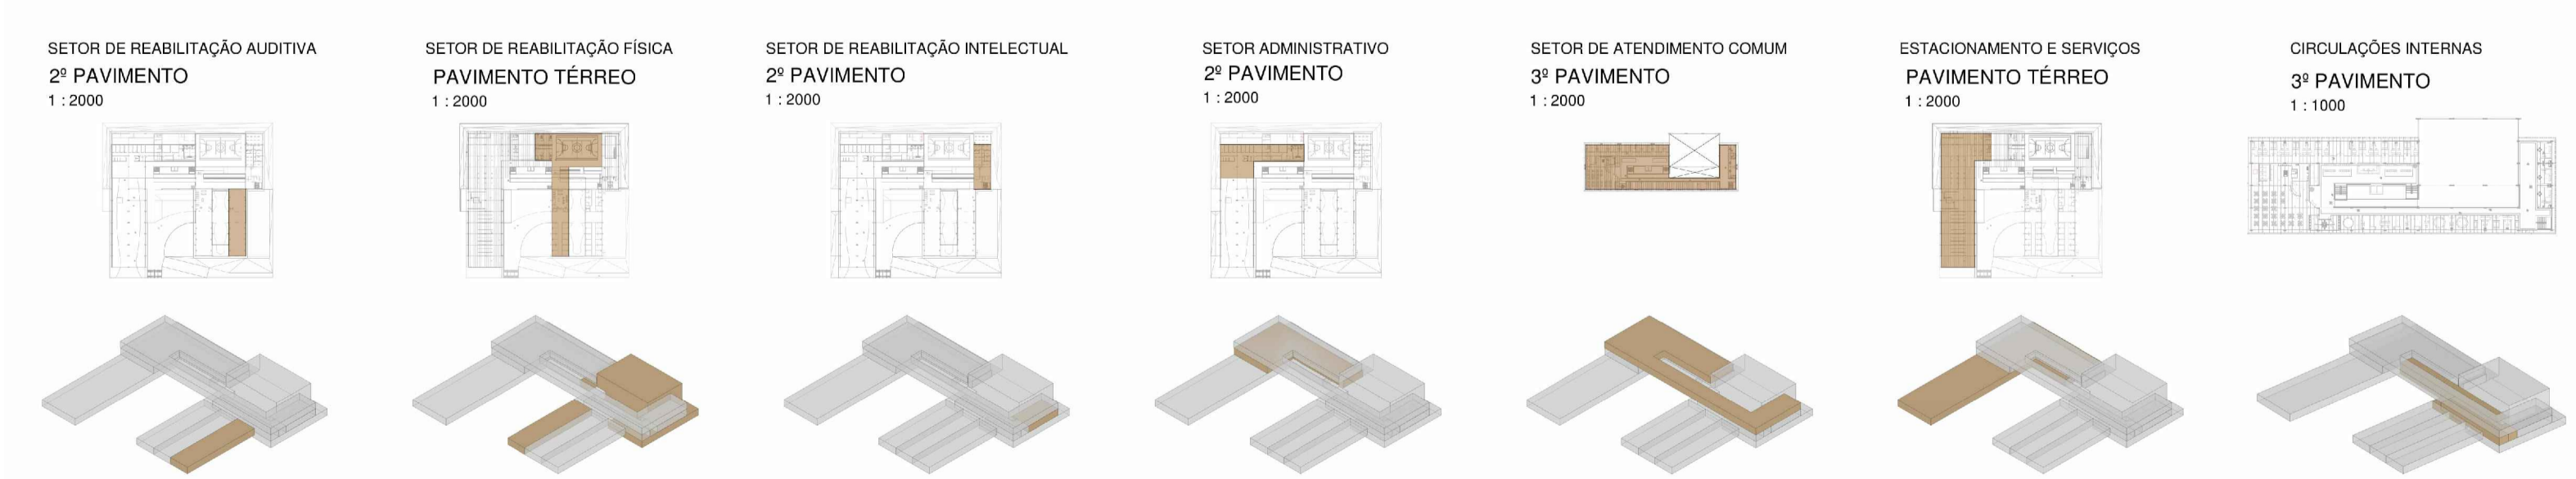 SETOR DE REABILITAÇÃO AUDITIVA
2º PAVIMENTO
1 : 2000
SETOR DE REABILITAÇÃO FÍSICA
PAVIMENTO TÉRREO
1 : 2000
SETOR DE REABILITAÇÃO INTELECTUAL
2º PAVIMENTO
1 : 2000
SETOR ADMINISTRATIVO
2º PAVIMENTO
1 : 2000
SETOR DE ATENDIMENTO COMUM
3º PAVIMENTO
1 : 2000
ESTACIONAMENTO E SERVIÇOS
PAVIMENTO TÉRREO
1 : 2000
CIRCULAÇÕES INTERNAS
3º PAVIMENTO
1 : 1000